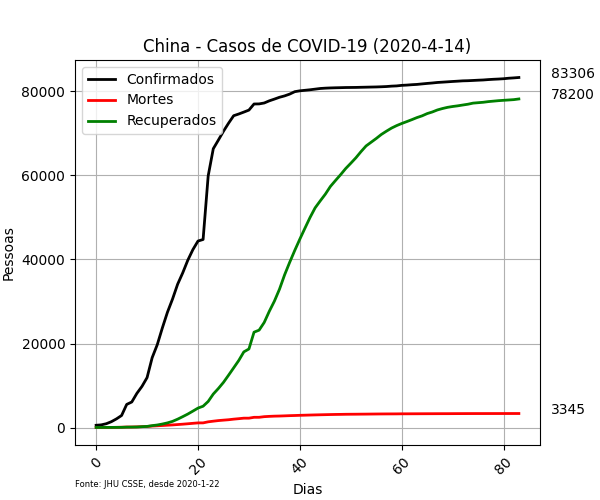 China - Casos de COVID-19 (2020-4-14)
Confirmados
Mortes
Recuperados
83306
78200
3345
80000
60000
40000
20000
0
Pessoas
0 20 40 60 80
Dias
Fonte: JHU CSSE, desde 2020-1-22